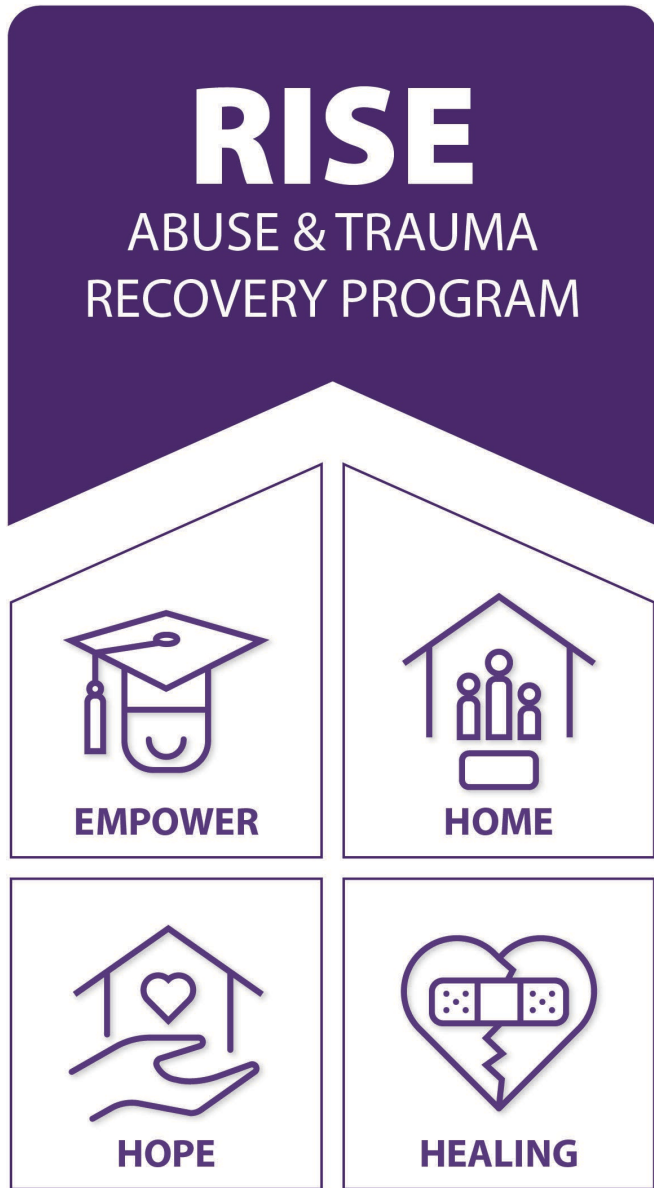 RISE
ABUSE & TRAUMA
RECOVERY PROGRAM
EMPOWER
HOME
HOPE
HEALING